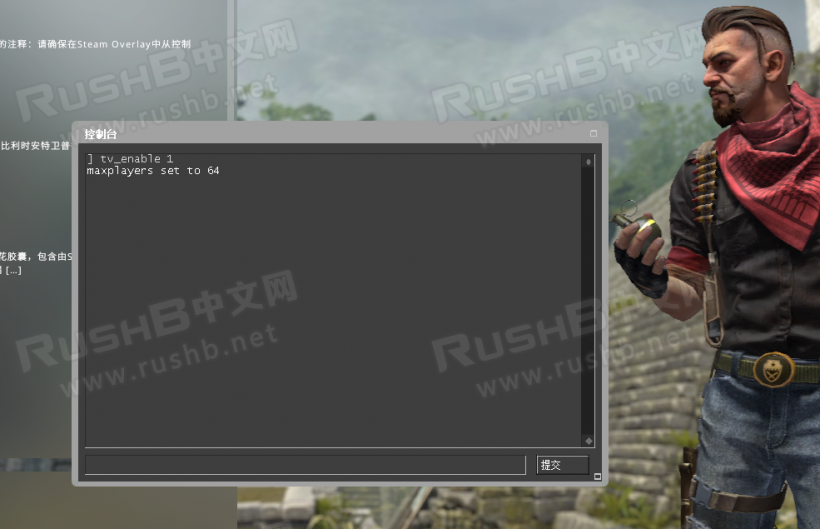 的注释：请确保在Steam Overlay中从控制
RushB中文网
www.rushb.net
RushB中文网
www.rushb.net
比利时安特卫普
控制台
] tv_enable 1
maxplayers set to 64
花胶囊，包含由S
[...]
RushB中文网
www.rushb.net
RushB中文网
www.rushb.net
提交